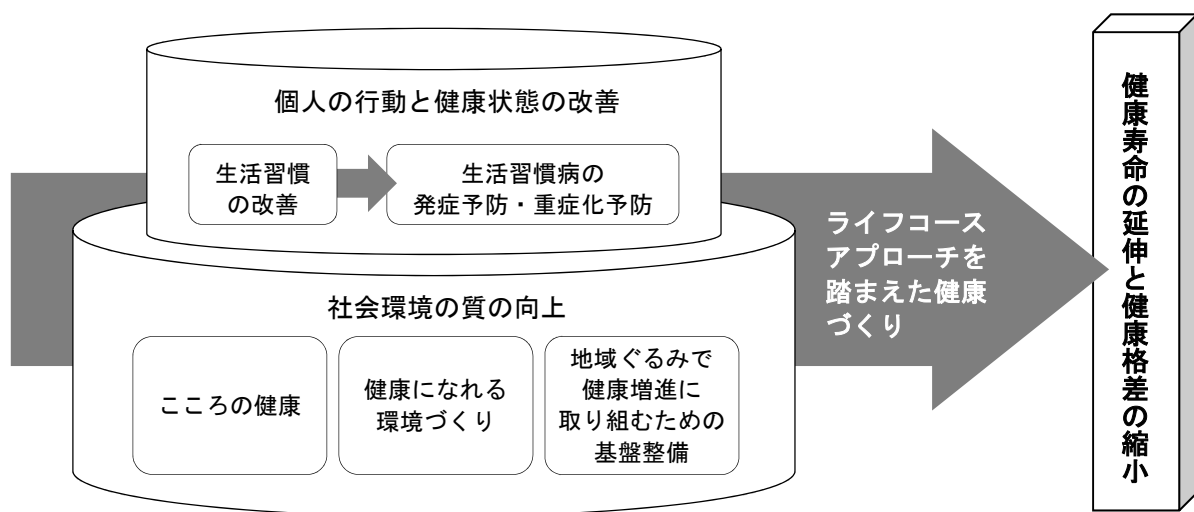 個人の行動と健康状態の改善
生活習慣
の改善
生活習慣病の
発症予防・重症化予防
社会環境の質の向上
こころの健康
健康になれる
環境づくり
地域ぐるみで
健康増進に
取り組むための
基盤整備
ライフコース
アプローチを
踏まえた健康
づくり
健康寿命の延伸と健康格差の縮小